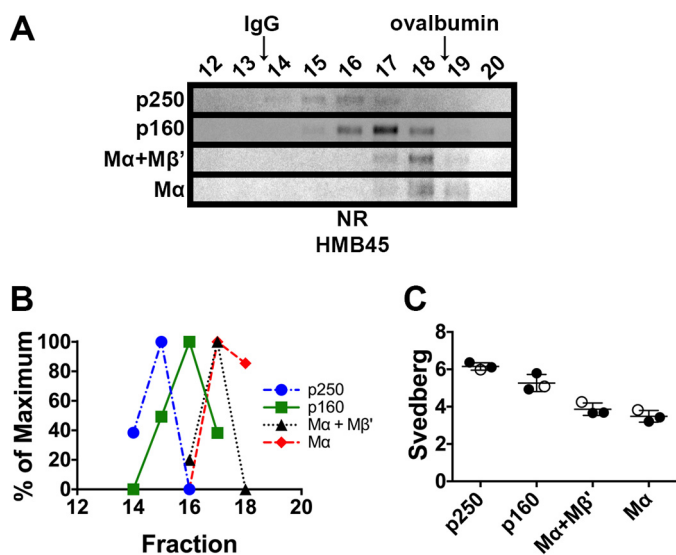 A
IgG
ovalbumin
12 13 14 15 16 17 18 19 20
p250
p160
Mα+Mβ'
Mα
NR
HMB45
B
% of Maximum
100
80
60
40
20
0
12 14 16 18 20
Fraction
p250
p160
Mα + Mβ'
Mα
C
Svedberg
8
6
4
2
0
p250
p160
Mα+Mβ'
Mα